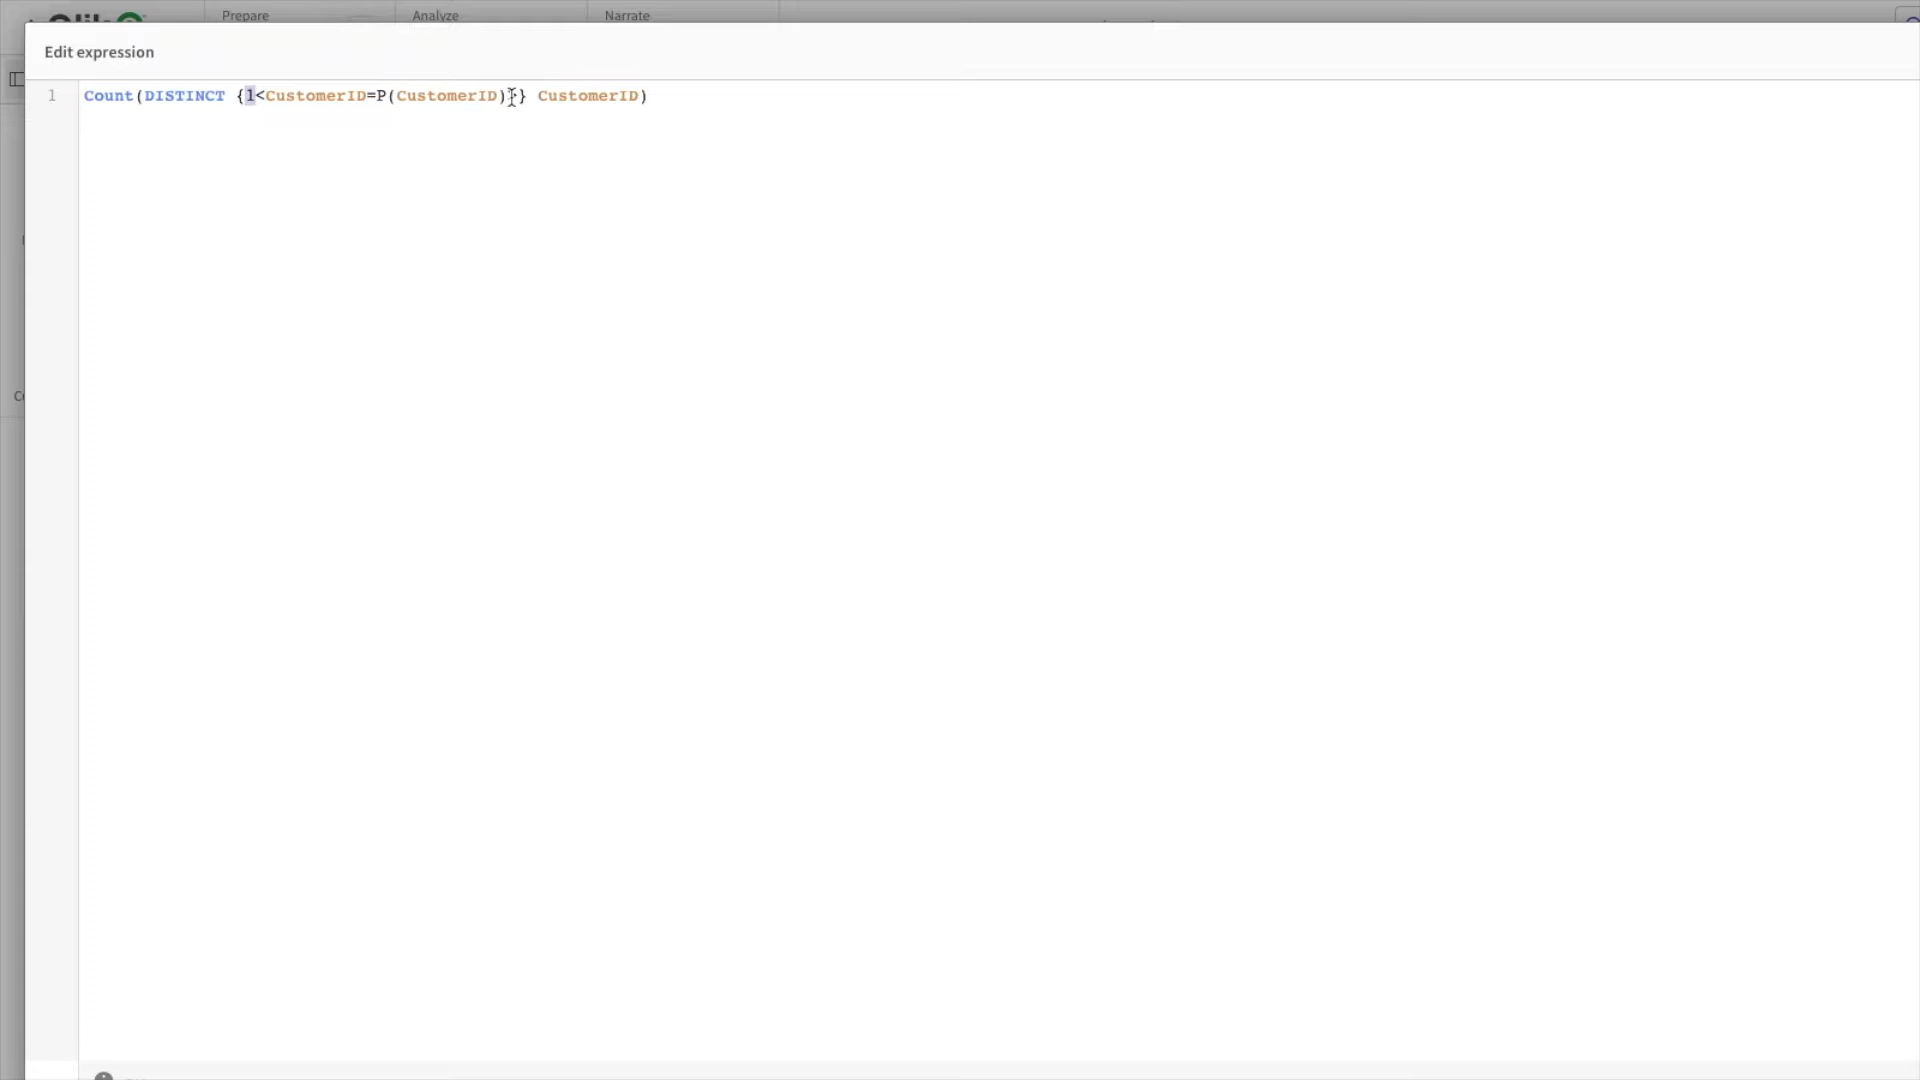 Prepare
Analyze
Narrate
Edit expression
1 Count(DISTINCT {1<CustomerID=P(CustomerID)>} CustomerID)